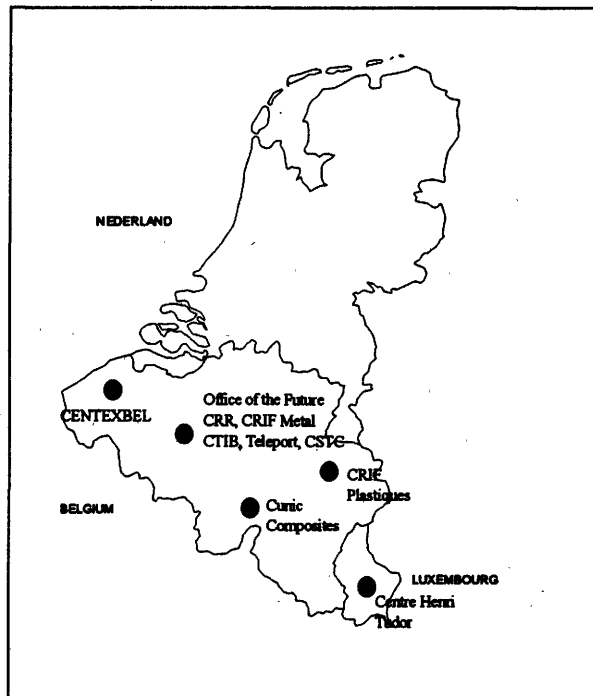 NEDERLAND
Office of the Future
CRR, CRIF Metal
CTIB, Teleport, CSTC
CENTEXBEL
CRIF
Plastiques
BELGIUM
Cunic
Composites
LUXEMBOURG
Centre Henri
Tudor